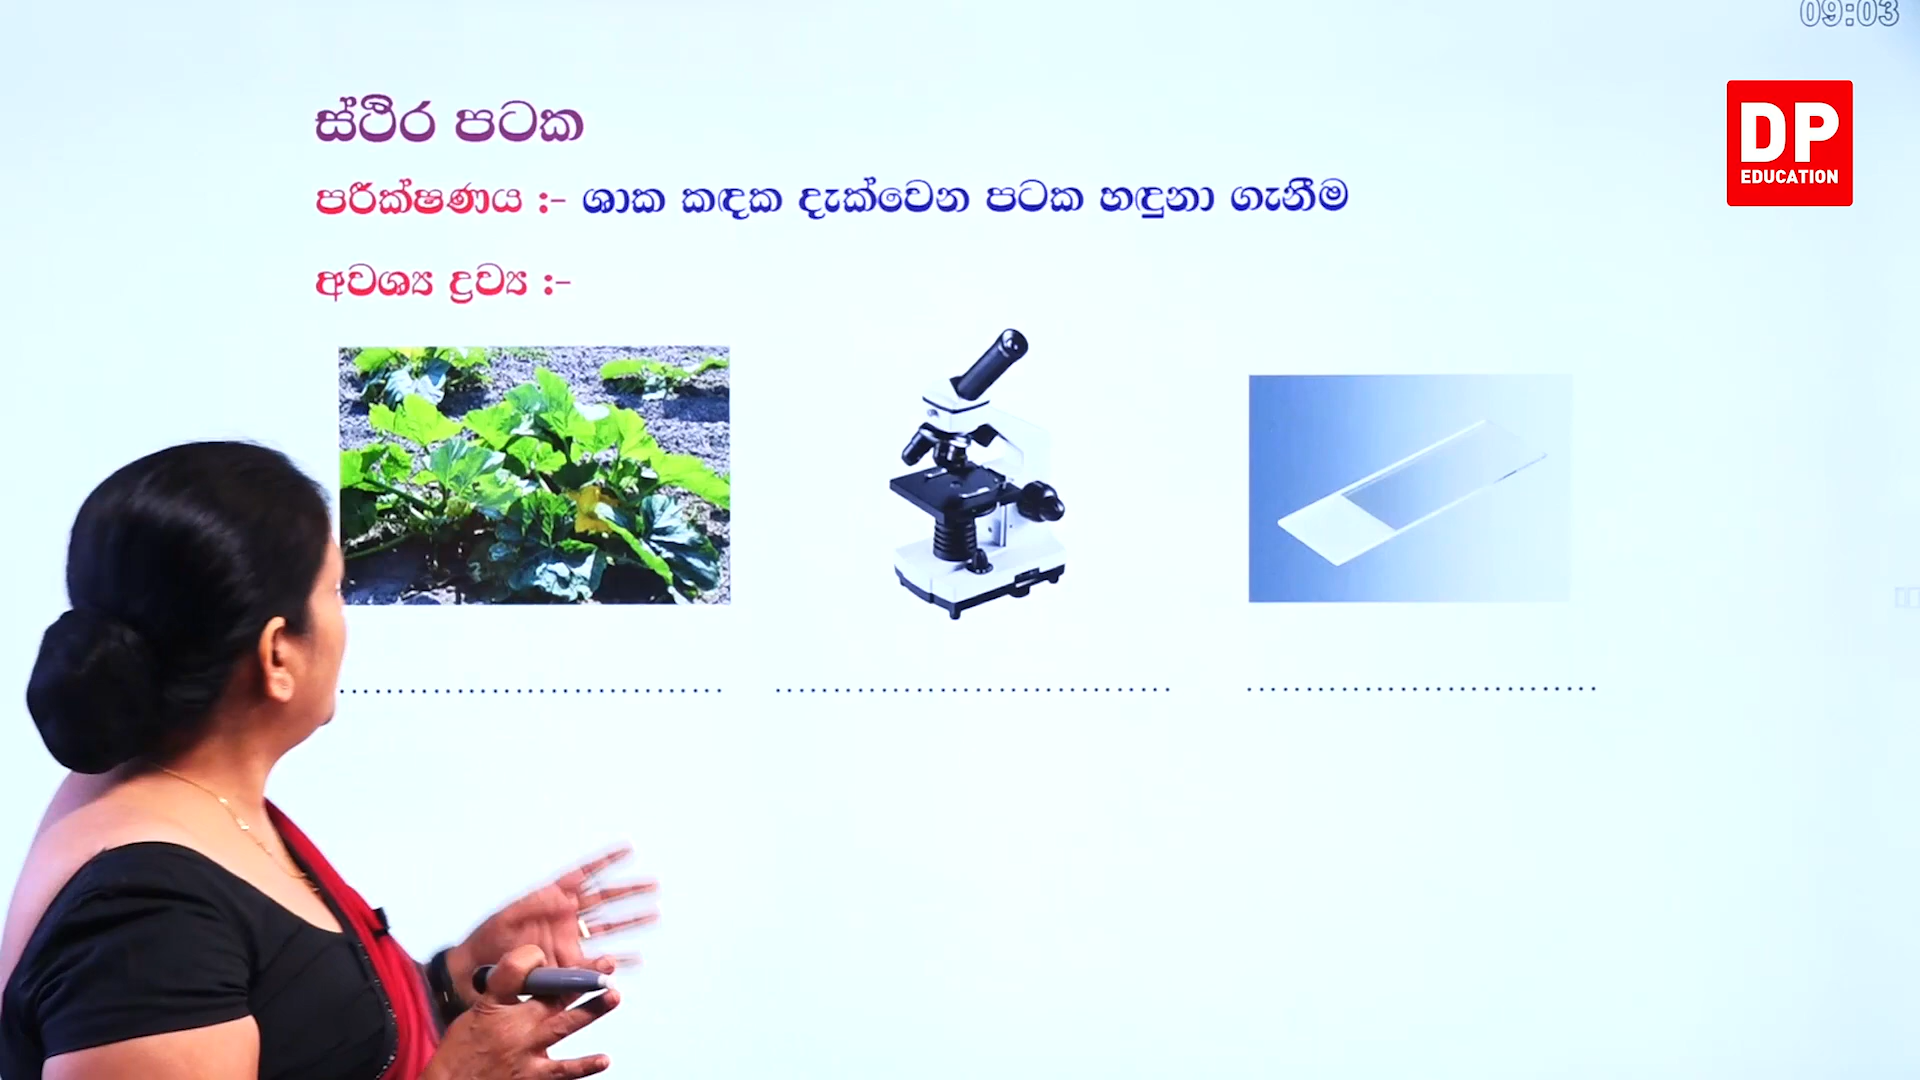 09:03
DP
EDUCATION
ස්ථිර පටක
පරීක්ෂණය :- ශාක කඳක දැක්වෙන පටක හඳුනා ගැනීම
අවශ්‍ය ද්‍රව්‍ය :-